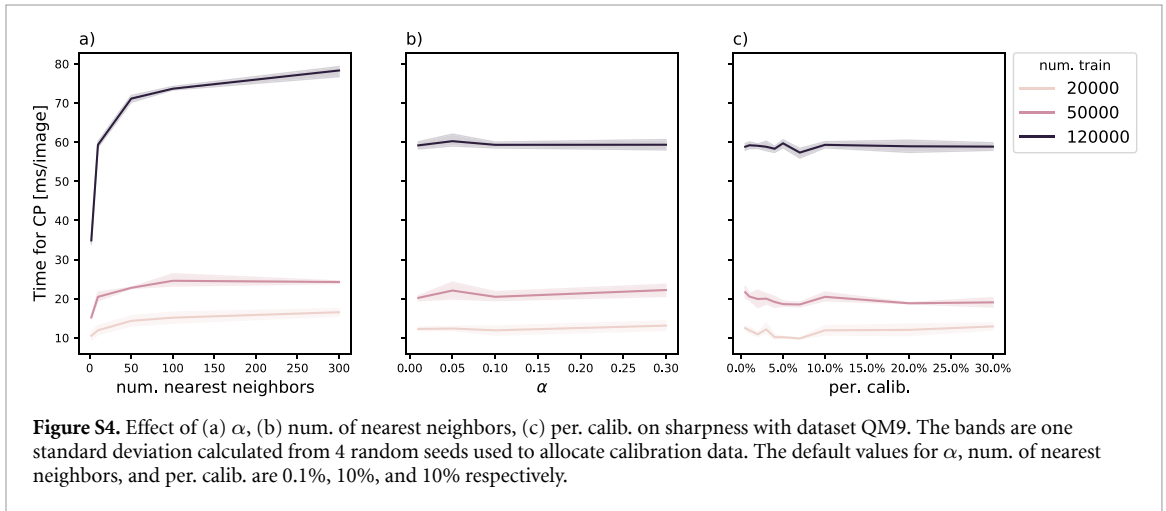 a)
b)
c)
Time for CP [ms/image]
80
70
60
50
40
30
20
10
0 50 100 150 200 250 300
num. nearest neighbors
0.00 0.05 0.10 0.15 0.20 0.25 0.30
α
0.0% 5.0% 10.0% 15.0% 20.0% 25.0% 30.0%
per. calib.
num. train
20000
50000
120000
Figure S4. Effect of (a) α, (b) num. of nearest neighbors, (c) per. calib. on sharpness with dataset QM9. The bands are one
standard deviation calculated from 4 random seeds used to allocate calibration data. The default values for α, num. of nearest
neighbors, and per. calib. are 0.1%, 10%, and 10% respectively.